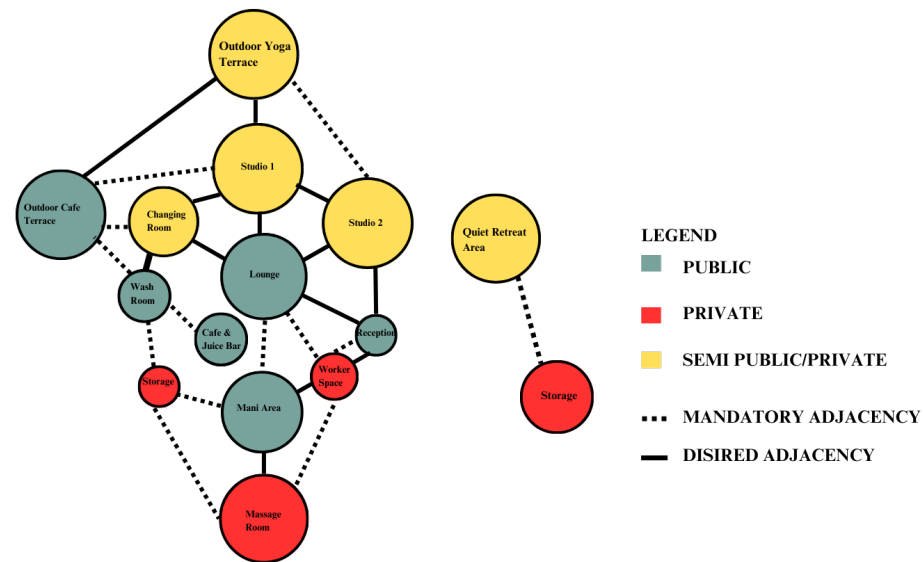 Outdoor Yoga
Terrace
Studio 1
Outdoor Cafe
Terrace
Changing
Room
Studio 2
Lounge
Wash
Room
Cafe &
Juice Bar
Reception
Storage
Worker
Space
Mani Area
Massage
Room
Quiet Retreat
Area
Storage
LEGEND
PUBLIC
PRIVATE
SEMI PUBLIC/PRIVATE
MANDATORY ADJACENCY
DISIRED ADJACENCY